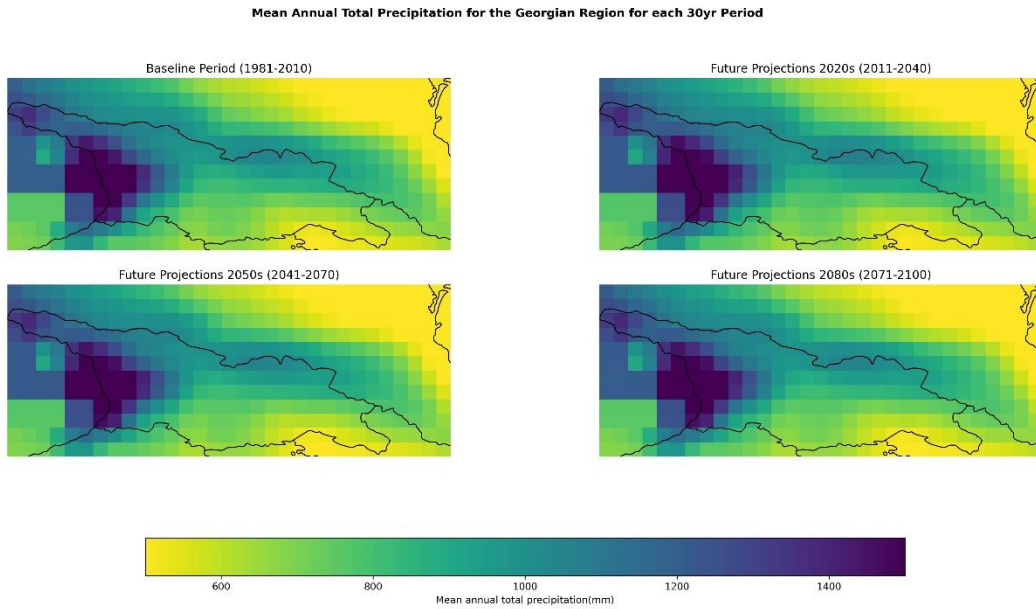 Mean Annual Total Precipitation for the Georgian Region for each 30yr Period
Baseline Period (1981-2010)
Future Projections 2020s (2011-2040)
Future Projections 2050s (2041-2070)
Future Projections 2080s (2071-2100)
600 800 1000 1200 1400
Mean annual total precipitation(mm)